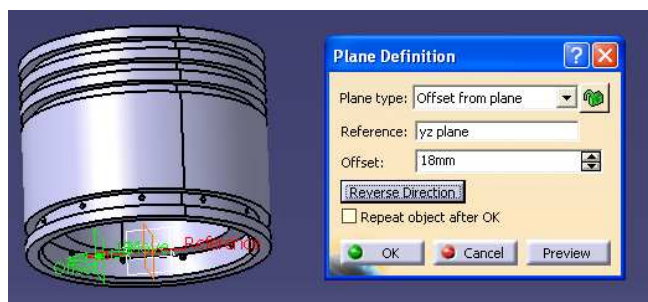 Plane Definition
Plane type: Offset from plane
Reference: yz plane
Offset: 18mm
Reverse Direction
Repeat object after OK
OK Cancel Preview
Reference
Offset